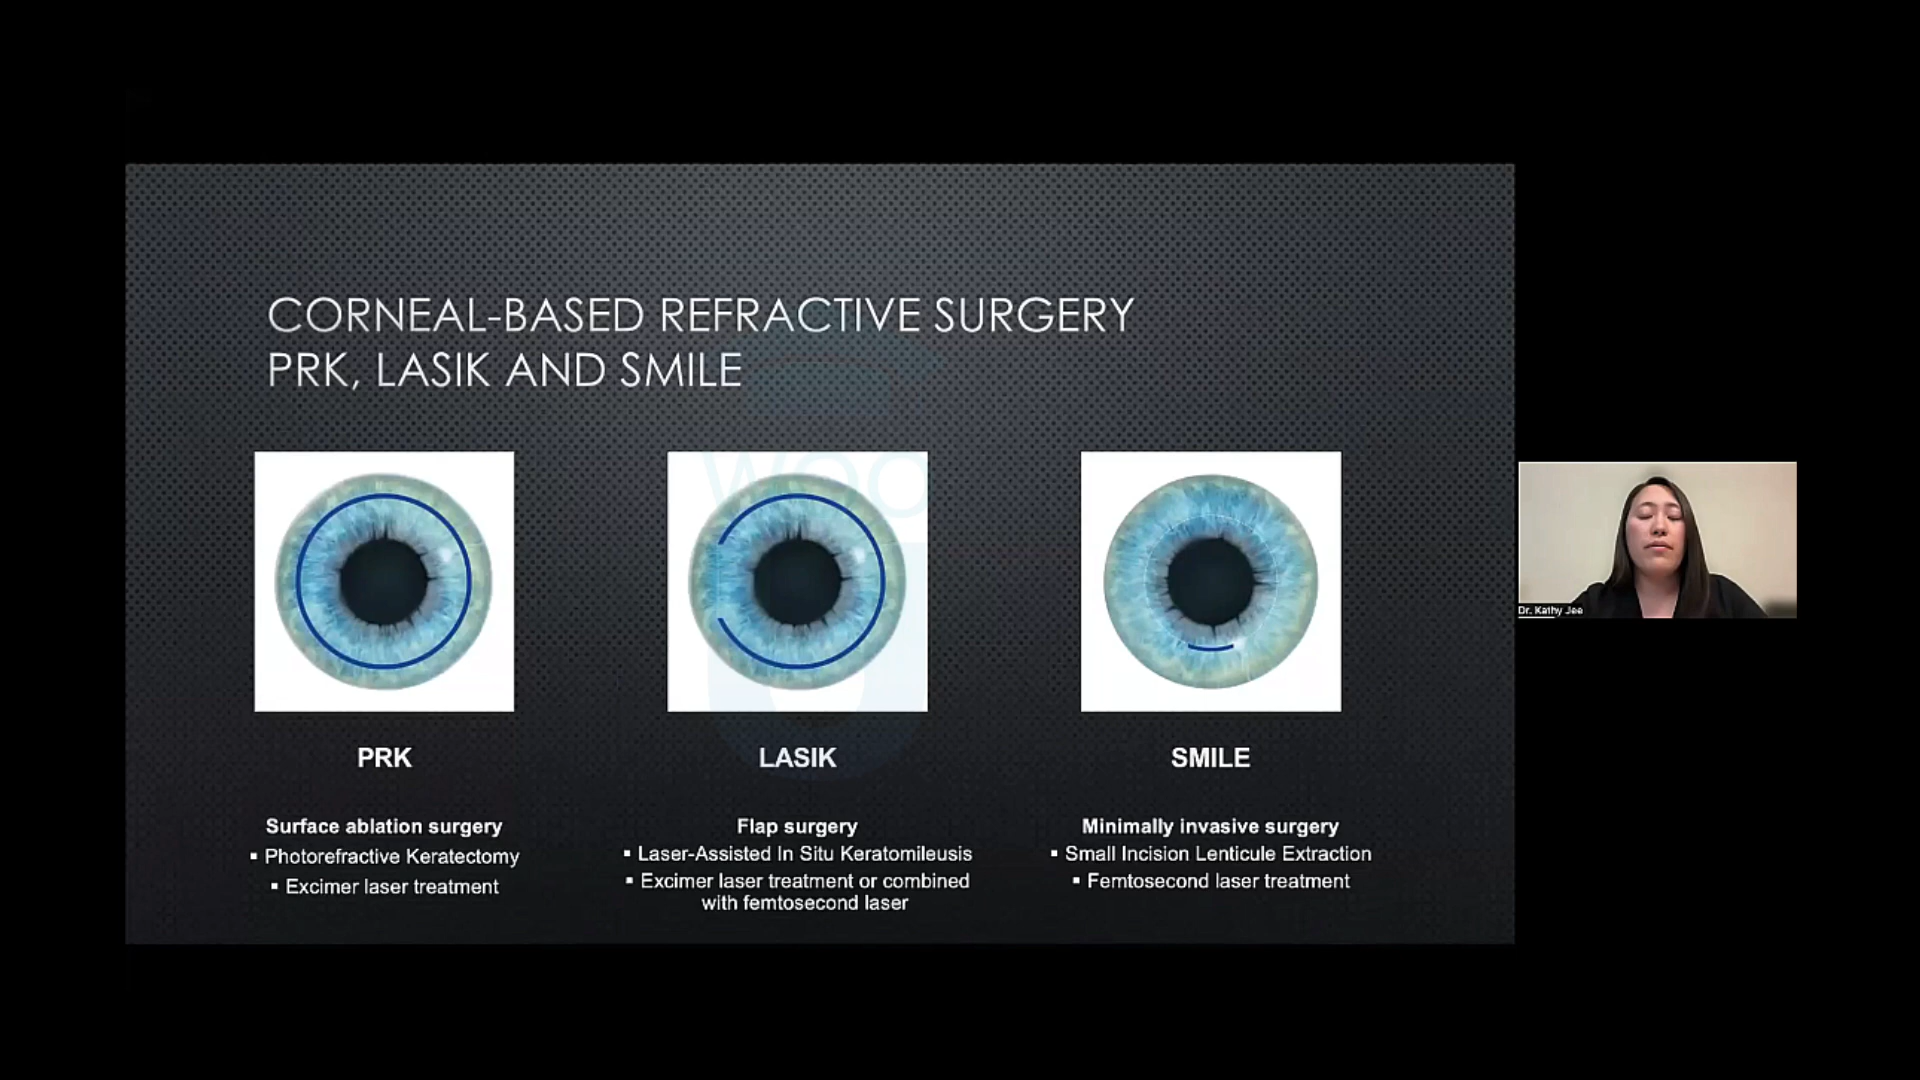 CORNEAL-BASED REFRACTIVE SURGERY
PRK, LASIK AND SMILE
WOO
PRK
Surface ablation surgery
▪ Photorefractive Keratectomy
▪ Excimer laser treatment
LASIK
Flap surgery
▪ Laser-Assisted In Situ Keratomileusis
▪ Excimer laser treatment or combined
with femtosecond laser
SMILE
Minimally invasive surgery
▪ Small Incision Lenticule Extraction
▪ Femtosecond laser treatment
Dr. Kathy Jee